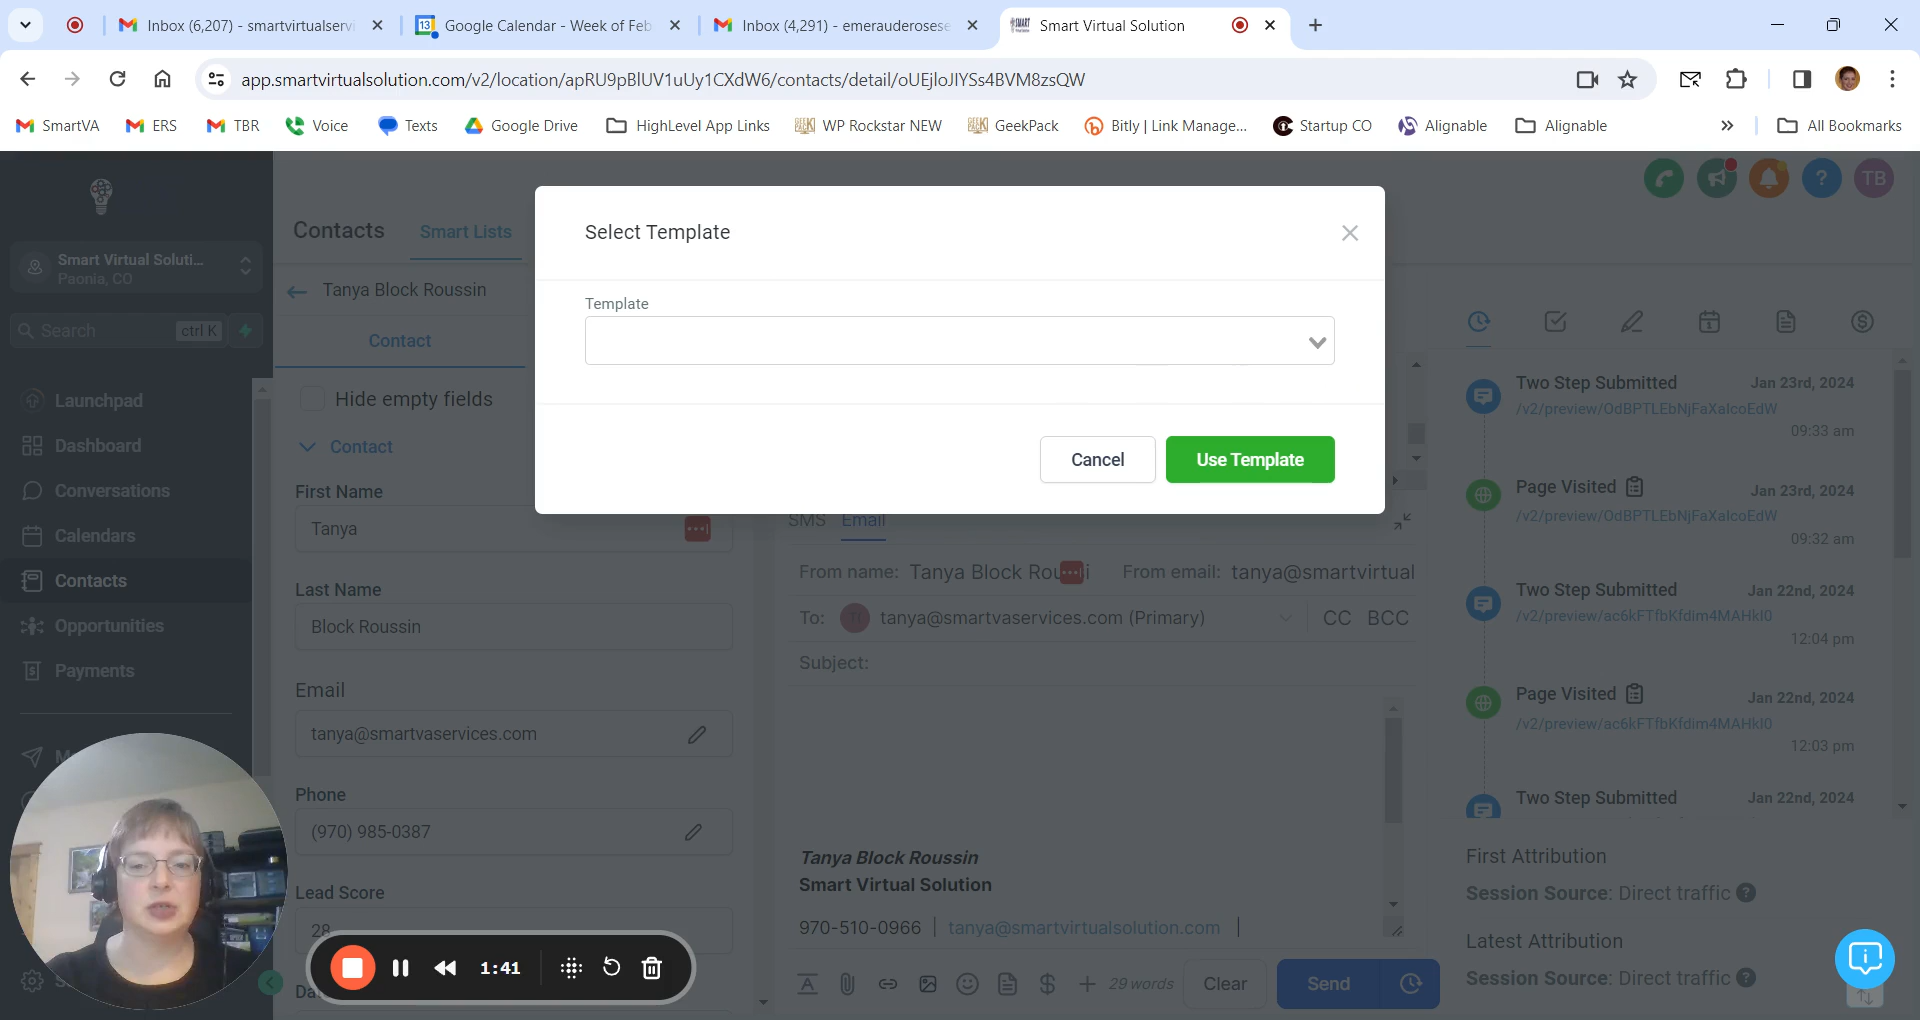 Inbox (6,207) - smartvirtualservi
Google Calendar - Week of Feb
Inbox (4,291) - emerauderosese
Smart Virtual Solution
app.smartvirtualsolution.com/v2/location/apRU9pBlUV1uUy1CXdW6/contacts/detail/oUEjloJIYSs4BVM8zsQW
SmartVA
ERS
TBR
Voice
Texts
Google Drive
HighLevel App Links
WP Rockstar NEW
GeekPack
Bitly | Link Manage...
Startup CO
Alignable
Alignable
All Bookmarks
TB
Smart Virtual Soluti...
Paonia, CO
Search
ctrl K
Launchpad
Dashboard
Conversations
Calendars
Contacts
Opportunities
Payments
Contacts
Smart Lists
Tanya Block Roussin
Contact
Hide empty fields
Contact
First Name
Tanya
Last Name
Block Roussin
Email
tanya@smartvaservices.com
Phone
(970) 985-0387
Lead Score
28
1:41
Select Template
Template
Cancel
Use Template
SMS
Email
From name: Tanya Block Rou
From email: tanya@smartvirtual
To: tanya@smartvaservices.com (Primary)
CC
BCC
Subject:
Tanya Block Roussin
Smart Virtual Solution
970-510-0966 | tanya@smartvirtualsolution.com |
29 words
Clear
Send
Two Step Submitted
Jan 23rd, 2024
/v2/preview/OdBPTLEbNjFaXalcoEdW
09:33 am
Page Visited
Jan 23rd, 2024
/v2/preview/OdBPTLEbNjFaXalcoEdW
09:32 am
Two Step Submitted
Jan 22nd, 2024
/v2/preview/ac6kFTfbKfdim4MAHkI0
12:04 pm
Page Visited
Jan 22nd, 2024
/v2/preview/ac6kFTfbKfdim4MAHkI0
12:03 pm
Two Step Submitted
Jan 22nd, 2024
First Attribution
Session Source: Direct traffic
Latest Attribution
Session Source: Direct traffic